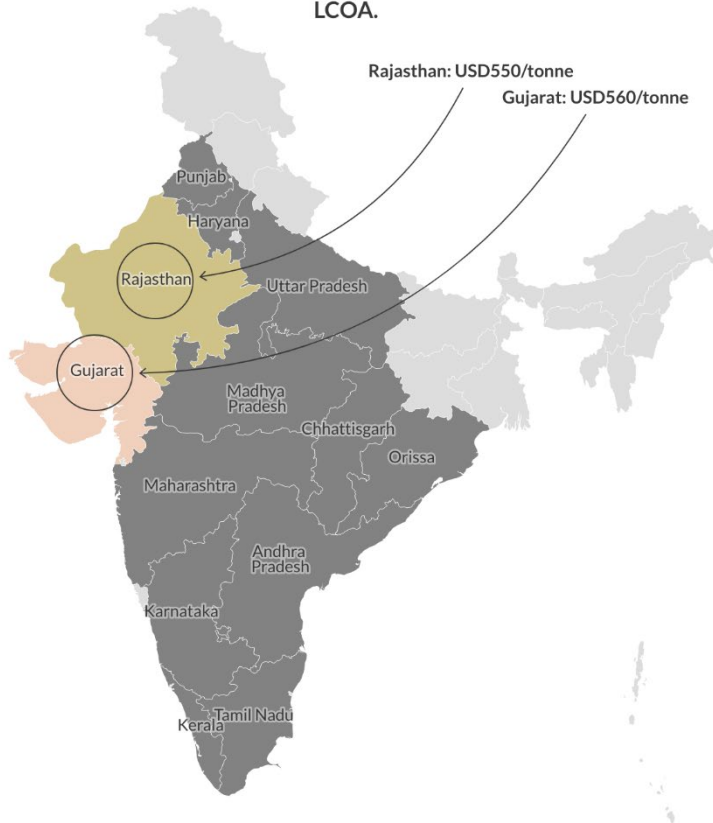 LCOA.
Rajasthan: USD550/tonne
Gujarat: USD560/tonne
Punjab
Haryana
Rajasthan
Uttar Pradesh
Gujarat
Madhya
Pradesh
Chhattisgarh
Orissa
Maharashtra
Andhra
Pradesh
Karnataka
Kerala
Tamil Nadu